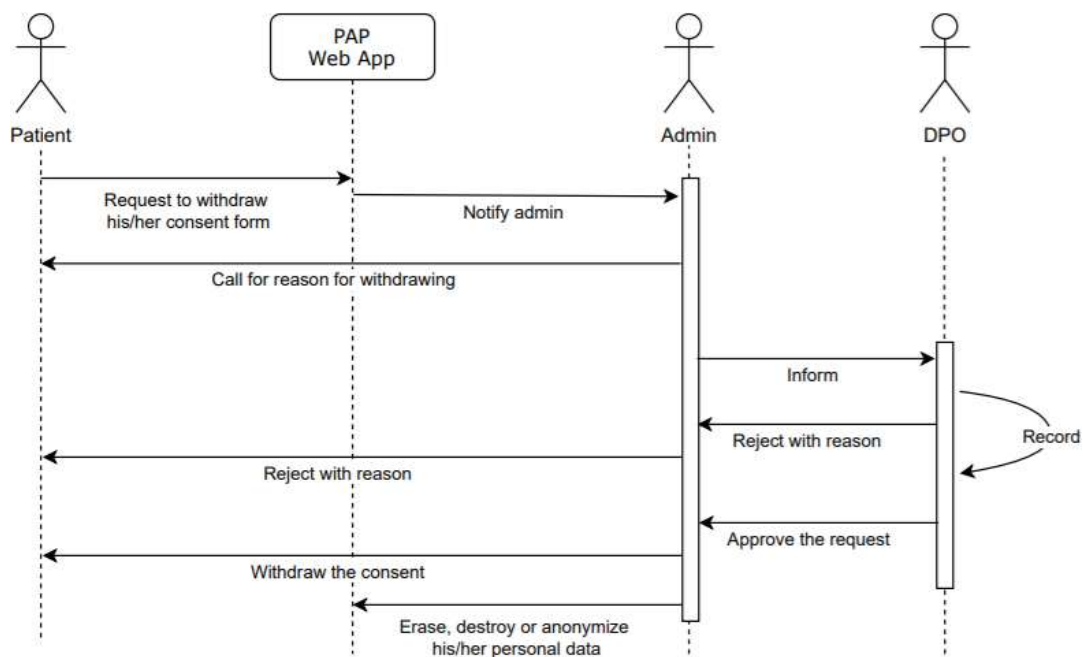 PAP
Web App
Patient
Admin
DPO
Request to withdraw
his/her consent form
Notify admin
Call for reason for withdrawing
Inform
Reject with reason
Record
Reject with reason
Approve the request
Withdraw the consent
Erase, destroy or anonymize
his/her personal data